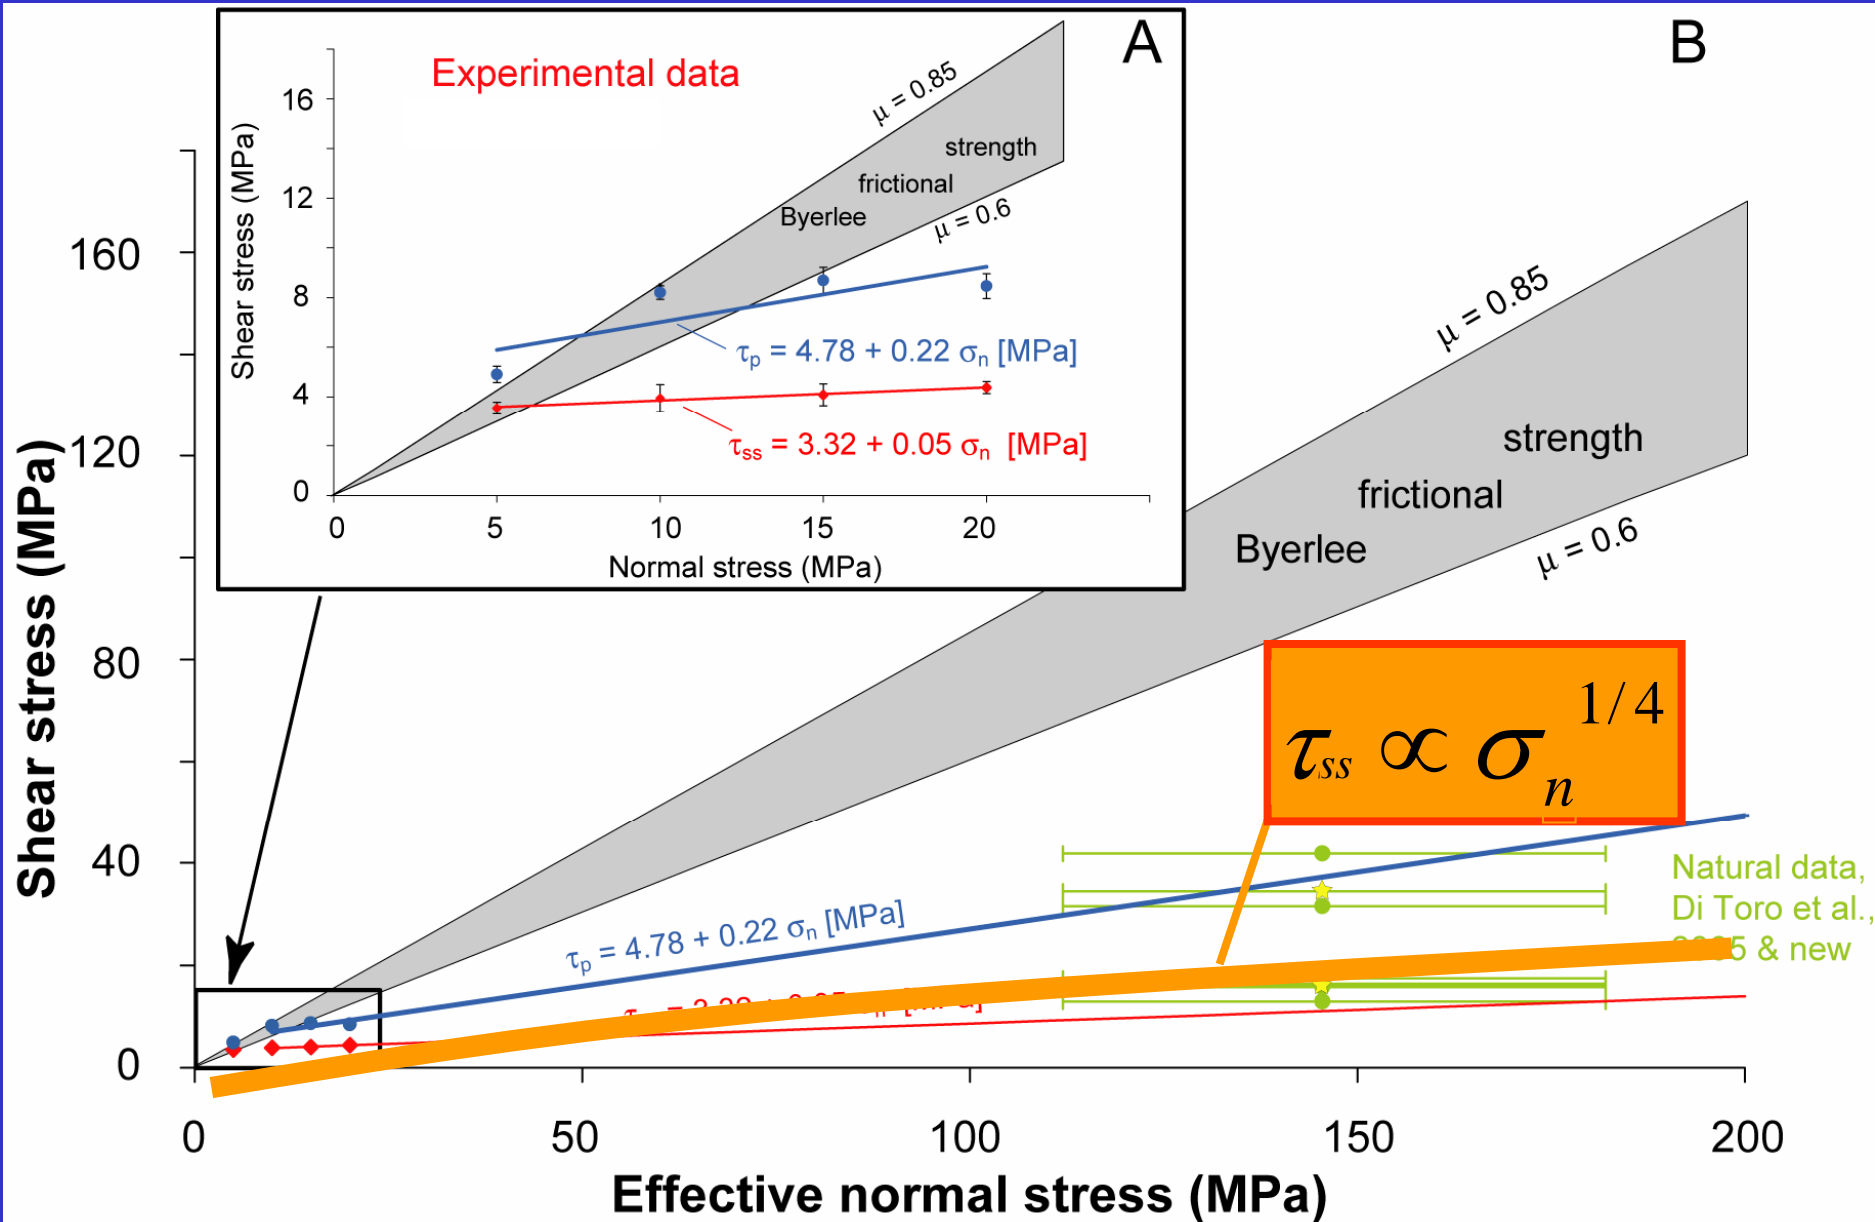 A
B
Experimental data
Shear stress (MPa)
16
12
8
4
0
μ = 0.85
strength
frictional
Byerlee
μ = 0.6
τp = 4.78 + 0.22 σn [MPa]
τss = 3.32 + 0.05 σn [MPa]
0 5 10 15 20
Normal stress (MPa)
Shear stress (MPa)
160
120
80
40
0
μ = 0.85
strength
frictional
Byerlee
μ = 0.6
τss ∝ σn 1/4
Natural data,
Di Toro et al.,
& new
τp = 4.78 + 0.22 σn [MPa]
0 50 100 150 200
Effective normal stress (MPa)